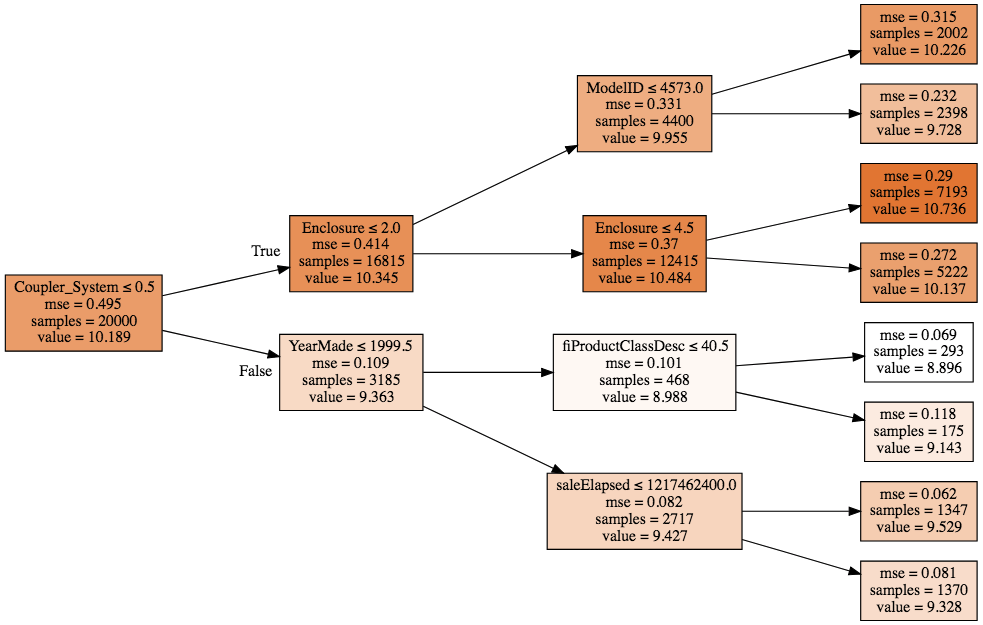 Coupler_System ≤ 0.5
mse = 0.495
samples = 20000
value = 10.189
True
False
Enclosure ≤ 2.0
mse = 0.414
samples = 16815
value = 10.345
YearMade ≤ 1999.5
mse = 0.109
samples = 3185
value = 9.363
ModelID ≤ 4573.0
mse = 0.331
samples = 4400
value = 9.955
Enclosure ≤ 4.5
mse = 0.37
samples = 12415
value = 10.484
fiProductClassDesc ≤ 40.5
mse = 0.101
samples = 468
value = 8.988
saleElapsed ≤ 1217462400.0
mse = 0.082
samples = 2717
value = 9.427
mse = 0.315
samples = 2002
value = 10.226
mse = 0.232
samples = 2398
value = 9.728
mse = 0.29
samples = 7193
value = 10.736
mse = 0.272
samples = 5222
value = 10.137
mse = 0.069
samples = 293
value = 8.896
mse = 0.118
samples = 175
value = 9.143
mse = 0.062
samples = 1347
value = 9.529
mse = 0.081
samples = 1370
value = 9.328